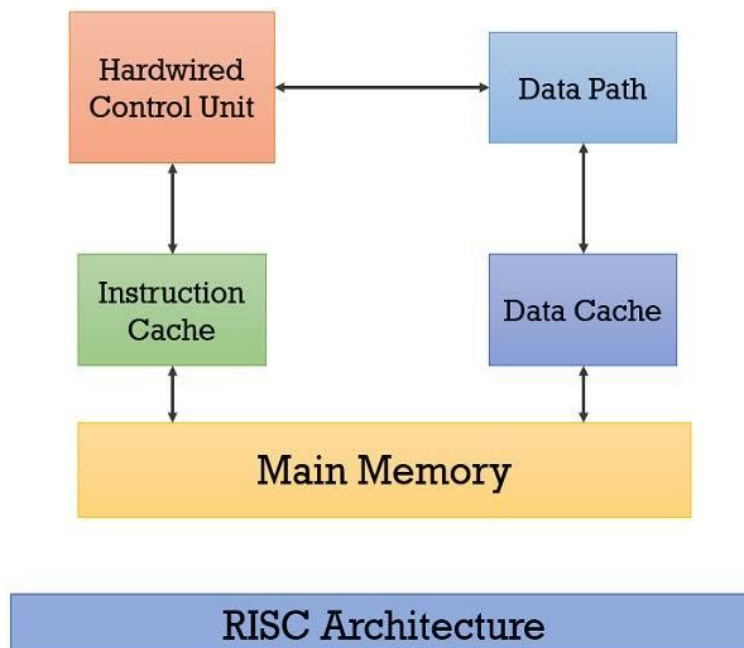 Hardwired
Control Unit
Data Path
Instruction
Cache
Data Cache
Main Memory
RISC Architecture